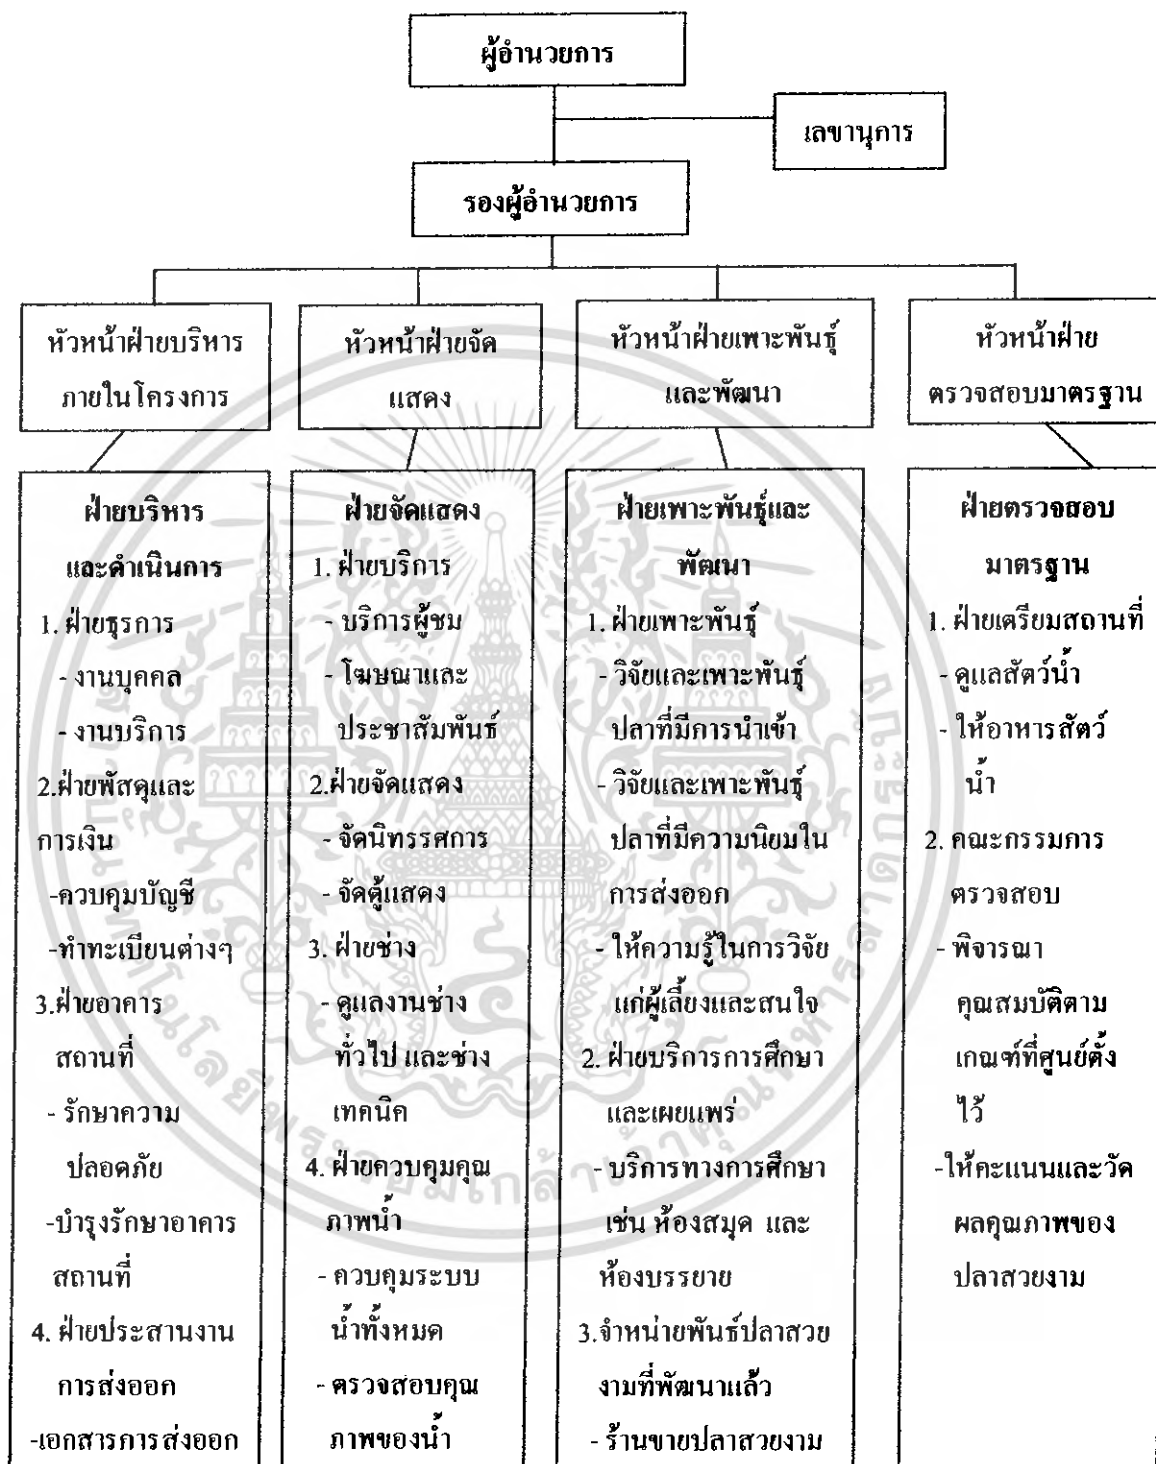 ผู้อำนวยการ
เลขานุการ
รองผู้อำนวยการ
หัวหน้าฝ่ายบริหาร
ภายในโครงการ
หัวหน้าฝ่ายจัด
แสดง
หัวหน้าฝ่ายเพาะพันธุ์
และพัฒนา
หัวหน้าฝ่าย
ตรวจสอบมาตรฐาน
ฝ่ายบริหาร
และดำเนินการ
1. ฝ่ายธุรการ
- งานบุคคล
- งานบริการ
2.ฝ่ายพัสดุและ
การเงิน
-ควบคุมบัญชี
-ทำทะเบียนต่างๆ
3.ฝ่ายอาคาร
สถานที่
- รักษาความ
ปลอดภัย
-บำรุงรักษาอาคาร
สถานที่
4. ฝ่ายประสานงาน
การส่งออก
-เอกสารการส่งออก
ฝ่ายจัดแสดง
1. ฝ่ายบริการ
- บริการผู้ชม
- โฆษณาและ
ประชาสัมพันธ์
2.ฝ่ายจัดแสดง
- จัดนิทรรศการ
- จัดตู้แสดง
3. ฝ่ายช่าง
- ดูแลงานช่าง
ทั่วไป และช่าง
เทคนิค
4. ฝ่ายควบคุมคุณ
ภาพน้ำ
- ควบคุมระบบ
น้ำทั้งหมด
- ตรวจสอบคุณ
ภาพของน้ำ
ฝ่ายเพาะพันธุ์และ
พัฒนา
1. ฝ่ายเพาะพันธุ์
- วิจัยและเพาะพันธุ์
ปลาที่มีการนำเข้า
- วิจัยและเพาะพันธุ์
ปลาที่มีความนิยมใน
การส่งออก
- ให้ความรู้ในการวิจัย
แก่ผู้เลี้ยงและสนใจ
2. ฝ่ายบริการการศึกษา
และเผยแพร่
- บริการทางการศึกษา
เช่น ห้องสมุด และ
ห้องบรรยาย
3.จำหน่ายพันธ์ปลาสวย
งามที่พัฒนาแล้ว
- ร้านขายปลาสวยงาม
ฝ่ายตรวจสอบ
มาตรฐาน
1. ฝ่ายเตรียมสถานที่
- ดูแลสัตว์น้ำ
- ให้อาหารสัตว์
น้ำ
2. คณะกรรมการ
ตรวจสอบ
- พิจารณา
คุณสมบัติตาม
เกณฑ์ที่ศูนย์ตั้ง
ไว้
-ให้คะแนนและวัด
ผลคุณภาพของ
ปลาสวยงาม